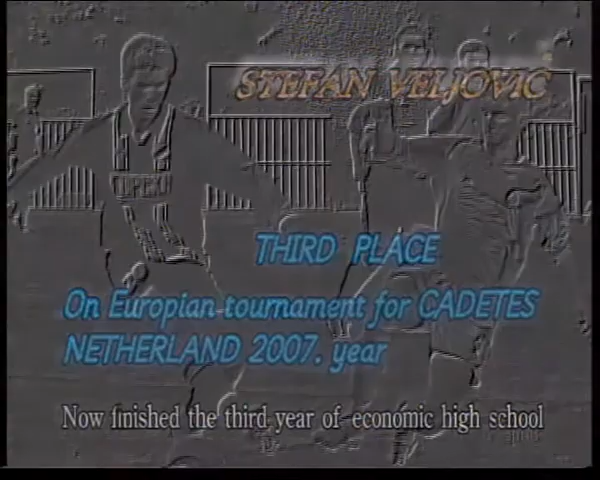 STEFAN VELJOVIC
THIRD PLACE
On Europian tournament for CADETES
NETHERLAND 2007. year
Now finished the third year of economic high school